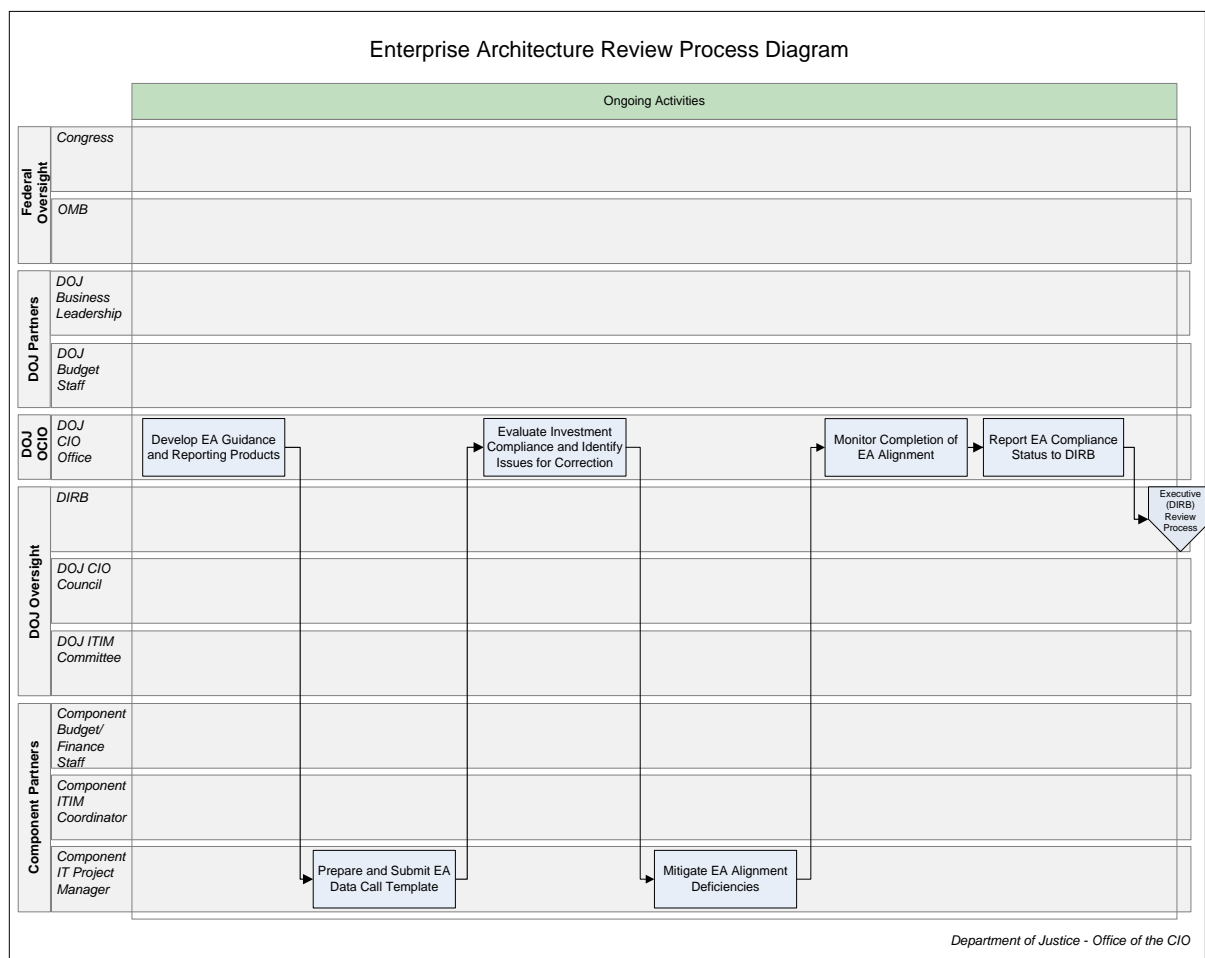 Enterprise Architecture Review Process Diagram
Ongoing Activities
Federal
Oversight
Congress
OMB
DOJ Partners
DOJ
Business
Leadership
DOJ
Budget
Staff
DOJ
OCIO
DOJ
CIO
Office
Develop EA Guidance
and Reporting Products
Evaluate Investment
Compliance and Identify
Issues for Correction
Monitor Completion of
EA Alignment
Report EA Compliance
Status to DIRB
DOJ Oversight
DIRB
Executive
(DIRB)
Review
Process
DOJ CIO
Council
DOJ ITIM
Committee
Component Partners
Component
Budget/
Finance
Staff
Component
ITIM
Coordinator
Component
IT Project
Manager
Prepare and Submit EA
Data Call Template
Mitigate EA Alignment
Deficiencies
Department of Justice - Office of the CIO